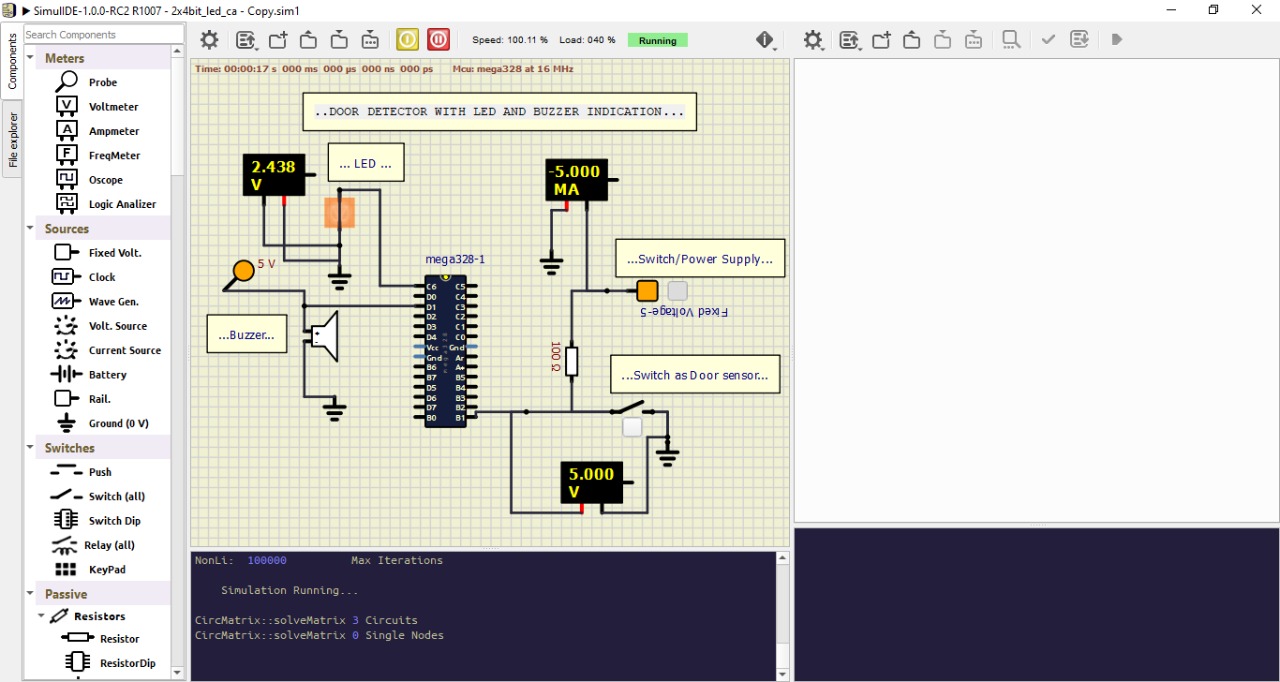 SimulIDE-1.0.0-RC2 R1007 - 2x4bit_led_ca - Copy.sim1
Components
File explorer
Search Components
Meters
Probe
Voltmeter
Ampmeter
FreqMeter
Oscope
Logic Analizer
Sources
Fixed Volt.
Clock
Wave Gen.
Volt. Source
Current Source
Battery
Rail.
Ground (0 V)
Switches
Push
Switch (all)
Switch Dip
Relay (all)
KeyPad
Passive
Resistors
Resistor
ResistorDip
Speed: 100.11 % Load: 040 % Running
Time: 00:00:17 s 000 ms 000 µs 000 ns 000 ps Mcu: mega328 at 16 MHz
..DOOR DETECTOR WITH LED AND BUZZER INDICATION...
2.438
V
... LED ...
-5.000
MA
5 V
mega328-1
...Switch/Power Supply...
Fixed Voltage-5
...Buzzer...
100 Ω
...Switch as Door sensor...
C6 C5
D0 C4
D1 C3
D2 C2
D3 C1
D4 C0
Vcc Gnd
Gnd Ar
B6 A+
B7 B5
D5 B4
D6 B3
D7 B2
B0 B1
mega328
5.000
V
NonLi: 100000 Max Iterations
Simulation Running...
CircMatrix::solveMatrix 3 Circuits
CircMatrix::solveMatrix 0 Single Nodes